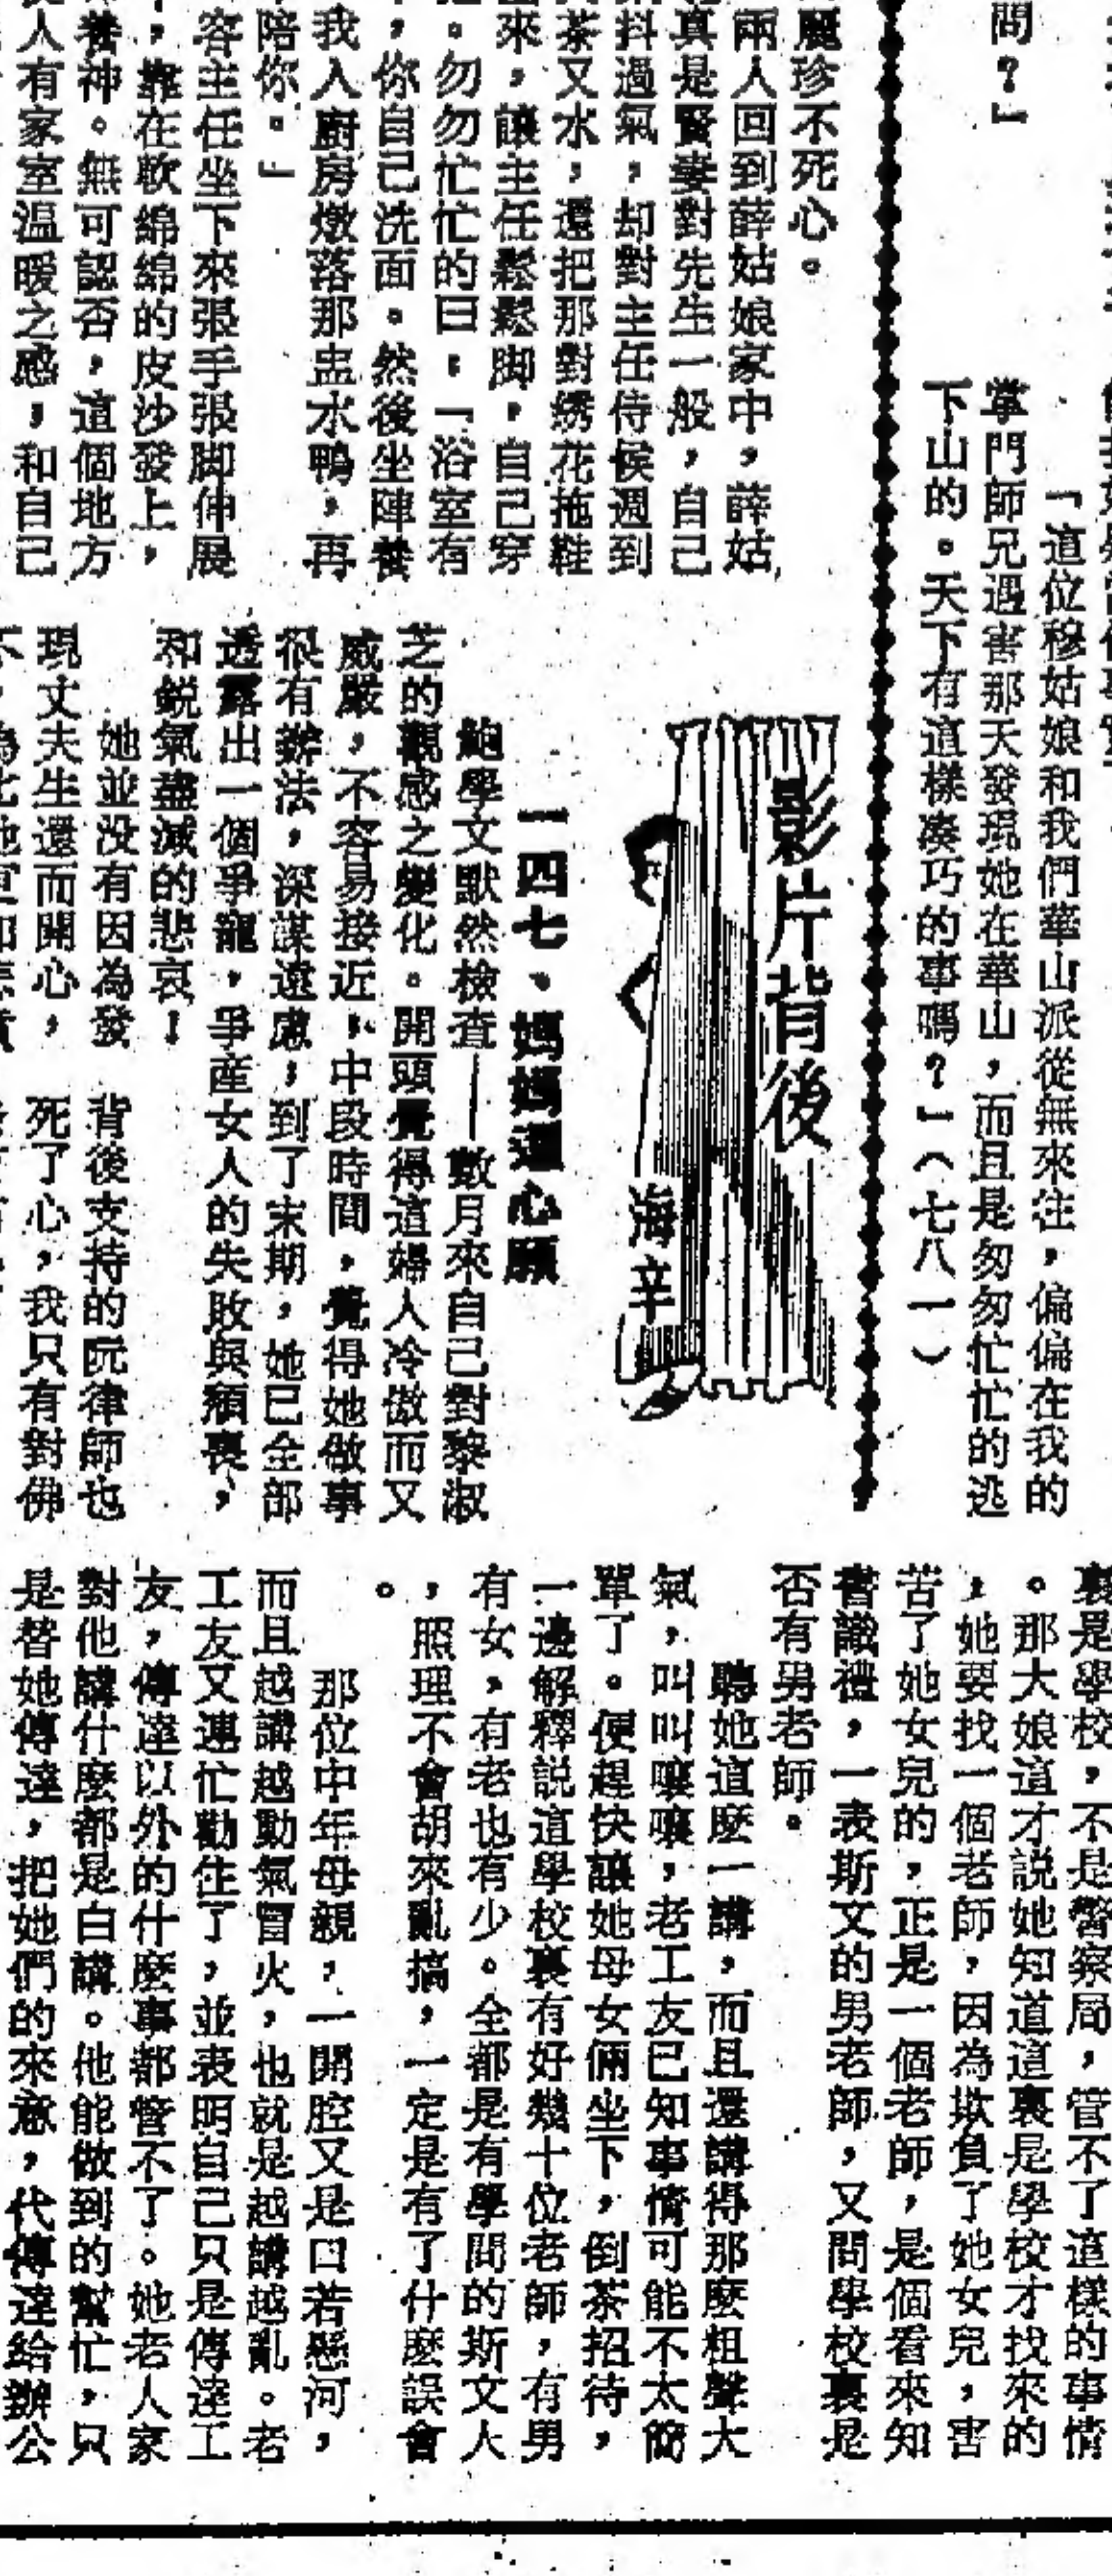 問？」
「這位穆姑娘和我們華山派從無來往，偏偏在我的
掌門師兄遇害那天發現她在華山，而且是匆匆忙忙的逃
下山的。天下有這樣湊巧的事嗎？」（七八一）
麗珍不死心。
兩人回到薛姑娘家中，薛姑
真是賢妻對先生一般，自己
抖過氣，却對主任侍候週到
茶又水，還把那對綉花拖鞋
來，讓主任鬆鬆脚，自己穿
。勿勿忙忙的曰：「浴室有
，你自己洗面。然後坐陣養
我入廚房燉落那盅水鴨，再
陪你。」
客主任坐下來張手張脚伸展
，靠在軟綿綿的皮沙發上，
養神。無可認否，這個地方
人有家室温暖之感，和自己
影片背後
海辛
一四七、媽媽還心願
鮑學文默然檢查——數月來自己對黎淑
芝的觀感之變化。開頭覺得這婦人冷傲而又
威嚴，不容易接近，中段時間，覺得她做事
很有辦法，深謀遠慮，到了末期，她已全部
透露出一個爭寵，爭産女人的失敗與頹喪，
和銳氣盡減的悲哀！
她並没有因為發
現丈夫生還而開心，
背後支持的阮律師也
死了心，我只有對佛
裏是學校，不是警察局，管不了這樣的事情
。那大娘這才説她知道這裏是學校才找來的
，她要找一個老師，因為欺負了她女兒，害
苦了她女兒的，正是一個老師，是個看來知
書識禮，一表斯文的男老師，又問學校裏是
否有男老師。
聽她這麽一講，而且還講得那麽粗聲大
氣，叫叫嚷嚷，老工友已知事情可能不太簡
單了。便趕快讓她母女倆坐下，倒茶招待，
一邊解釋説這學校裏有好幾十位老師，有男
有女，有老也有少。全都是有學問的斯文人
，照理不會胡來亂搞，一定是有了什麽誤會
。
那位中年母親，一開腔又是口若懸河，
而且越講越動氣冒火，也就是越講越亂。老
工友又連忙勸住了，並表明自己只是傳達工
友，傳達以外的什麽事都管不了。她老人家
對他講什麽都是白講。他能做到的幫忙，只
是替她傳達，把她們的來意，代傳達給辦公